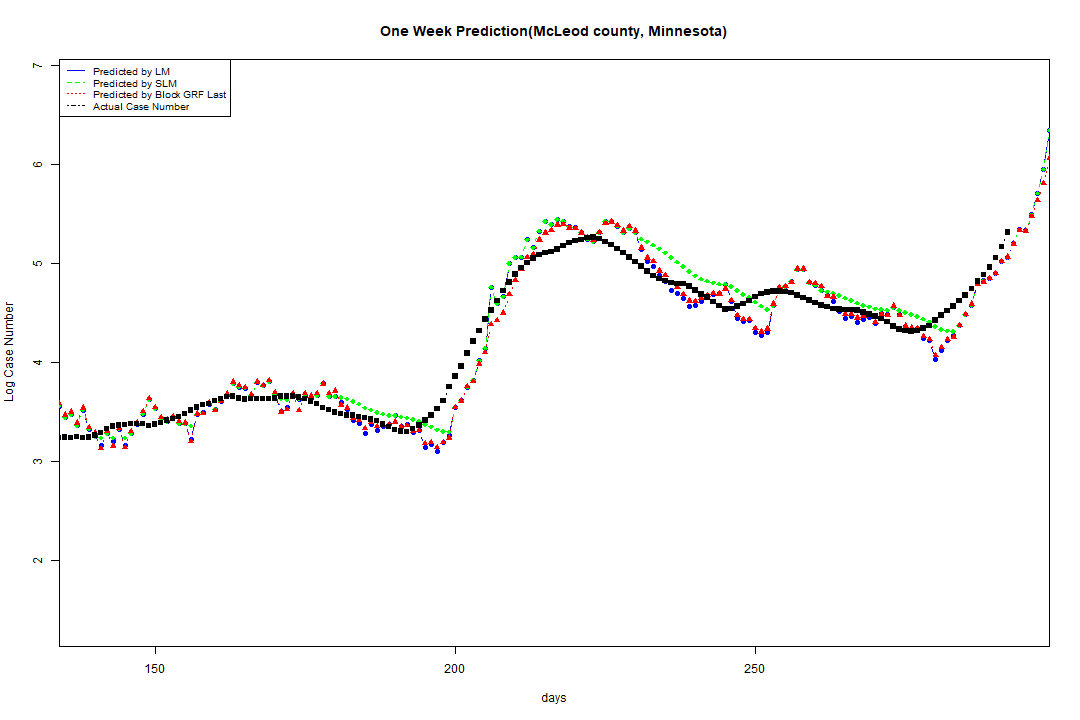 One Week Prediction(McLeod county, Minnesota)
Predicted by LM
Predicted by SLM
Predicted by Block GRF Last
Actual Case Number
7
6
5
4
3
2
Log Case Number
150 200 250
days